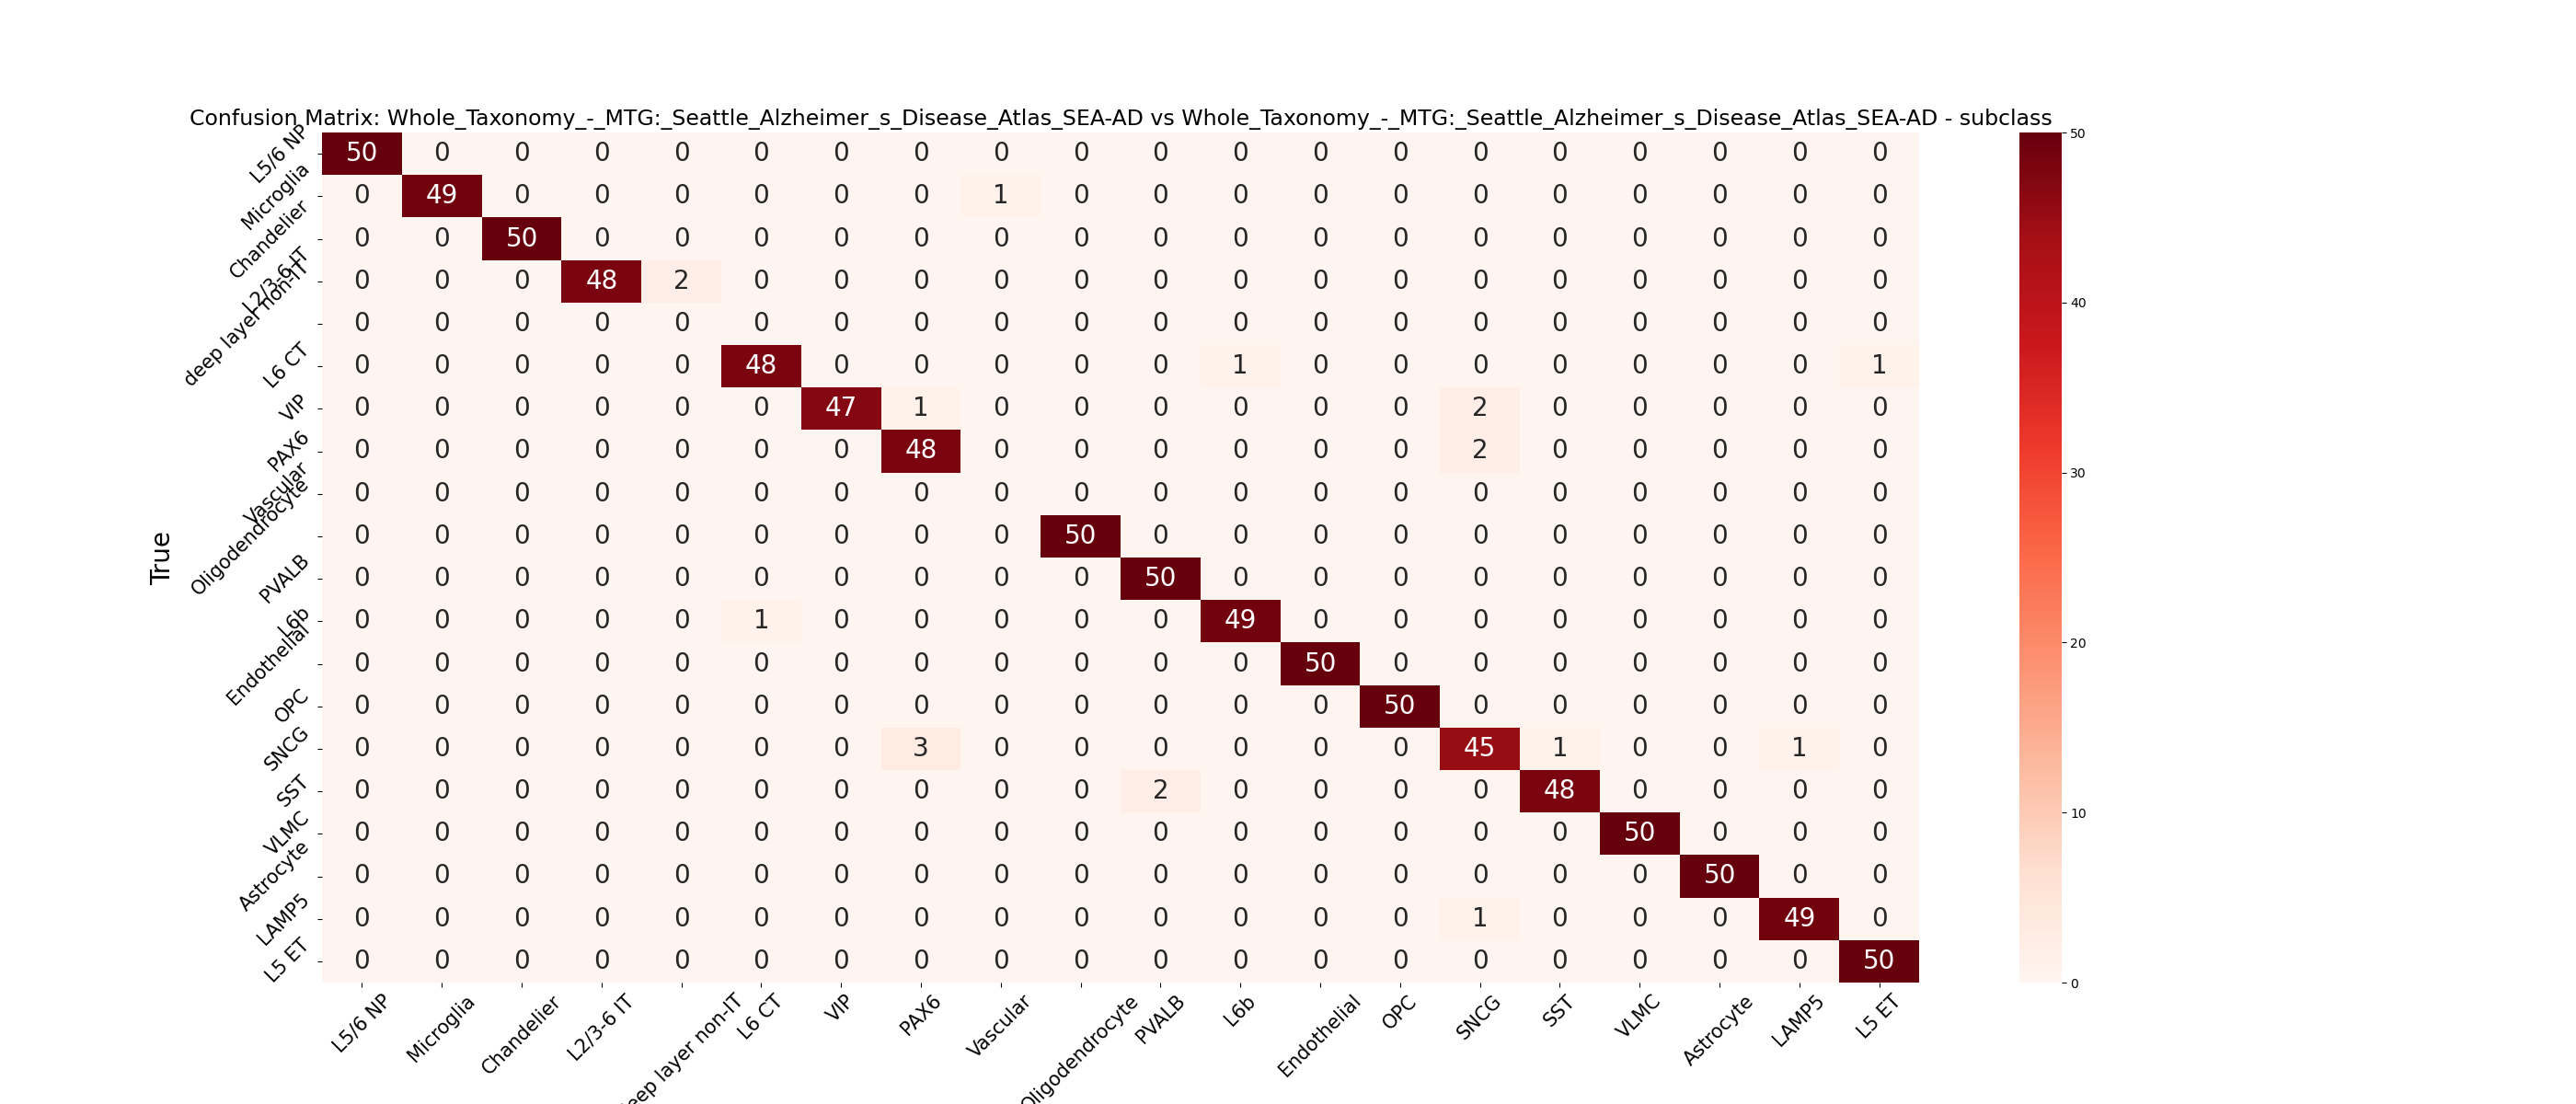 Confusion Matrix: Whole_Taxonomy_-_MTG:_Seattle_Alzheimer_s_Disease_Atlas_SEA-AD vs Whole_Taxonomy_-_MTG:_Seattle_Alzheimer_s_Disease_Atlas_SEA-AD - subclass
True
L5/6 NP 50 0 0 0 0 0 0 0 0 0 0 0 0 0 0 0 0 0 0 0
Microglia 0 49 0 0 0 0 0 0 1 0 0 0 0 0 0 0 0 0 0 0
Chandelier 0 0 50 0 0 0 0 0 0 0 0 0 0 0 0 0 0 0 0 0
L2/3-6 IT 0 0 0 48 2 0 0 0 0 0 0 0 0 0 0 0 0 0 0 0
deep layer non-IT 0 0 0 0 0 0 0 0 0 0 0 0 0 0 0 0 0 0 0 0
L6 CT 0 0 0 0 0 48 0 0 0 0 0 1 0 0 0 0 0 0 0 1
VIP 0 0 0 0 0 0 47 1 0 0 0 0 0 0 2 0 0 0 0 0
PAX6 0 0 0 0 0 0 0 48 0 0 0 0 0 0 2 0 0 0 0 0
Vascular 0 0 0 0 0 0 0 0 0 0 0 0 0 0 0 0 0 0 0 0
Oligodendrocyte 0 0 0 0 0 0 0 0 0 50 0 0 0 0 0 0 0 0 0 0
PVALB 0 0 0 0 0 0 0 0 0 0 50 0 0 0 0 0 0 0 0 0
L6b 0 0 0 0 0 1 0 0 0 0 0 49 0 0 0 0 0 0 0 0
Endothelial 0 0 0 0 0 0 0 0 0 0 0 0 50 0 0 0 0 0 0 0
OPC 0 0 0 0 0 0 0 0 0 0 0 0 0 50 0 0 0 0 0 0
SNCG 0 0 0 0 0 0 0 3 0 0 0 0 0 0 45 1 0 0 1 0
SST 0 0 0 0 0 0 0 0 0 0 2 0 0 0 0 48 0 0 0 0
VLMC 0 0 0 0 0 0 0 0 0 0 0 0 0 0 0 0 50 0 0 0
Astrocyte 0 0 0 0 0 0 0 0 0 0 0 0 0 0 0 0 0 50 0 0
LAMP5 0 0 0 0 0 0 0 0 0 0 0 0 0 0 1 0 0 0 49 0
L5 ET 0 0 0 0 0 0 0 0 0 0 0 0 0 0 0 0 0 0 0 50
L5/6 NP Microglia Chandelier L2/3-6 IT eep layer non-IT L6 CT VIP PAX6 Vascular Oligodendrocyte PVALB L6b Endothelial OPC SNCG SST VLMC Astrocyte LAMP5 L5 ET
50
40
30
20
10
0